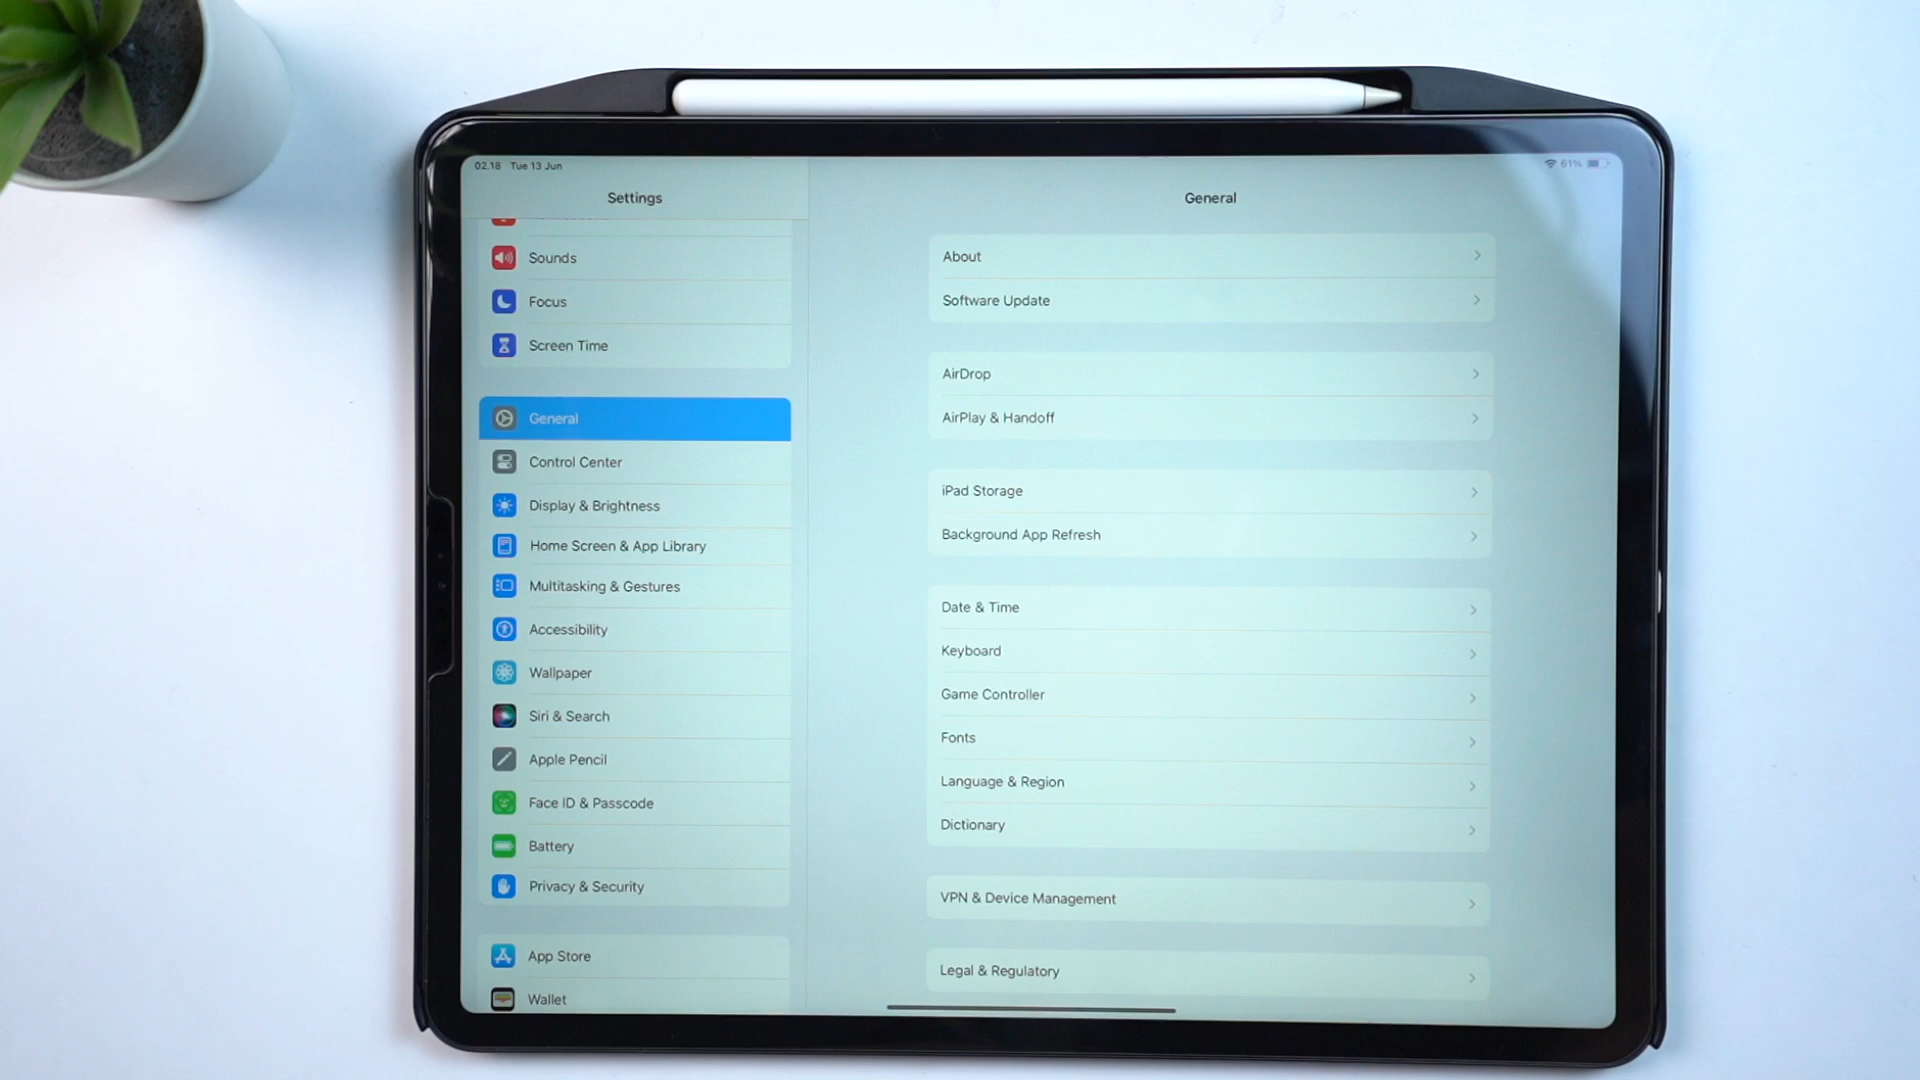 02.18 Tue 13 Jun
61%
Settings
Sounds
Focus
Screen Time
General
Control Center
Display & Brightness
Home Screen & App Library
Multitasking & Gestures
Accessibility
Wallpaper
Siri & Search
Apple Pencil
Face ID & Passcode
Battery
Privacy & Security
App Store
Wallet
General
About
Software Update
AirDrop
AirPlay & Handoff
iPad Storage
Background App Refresh
Date & Time
Keyboard
Game Controller
Fonts
Language & Region
Dictionary
VPN & Device Management
Legal & Regulatory